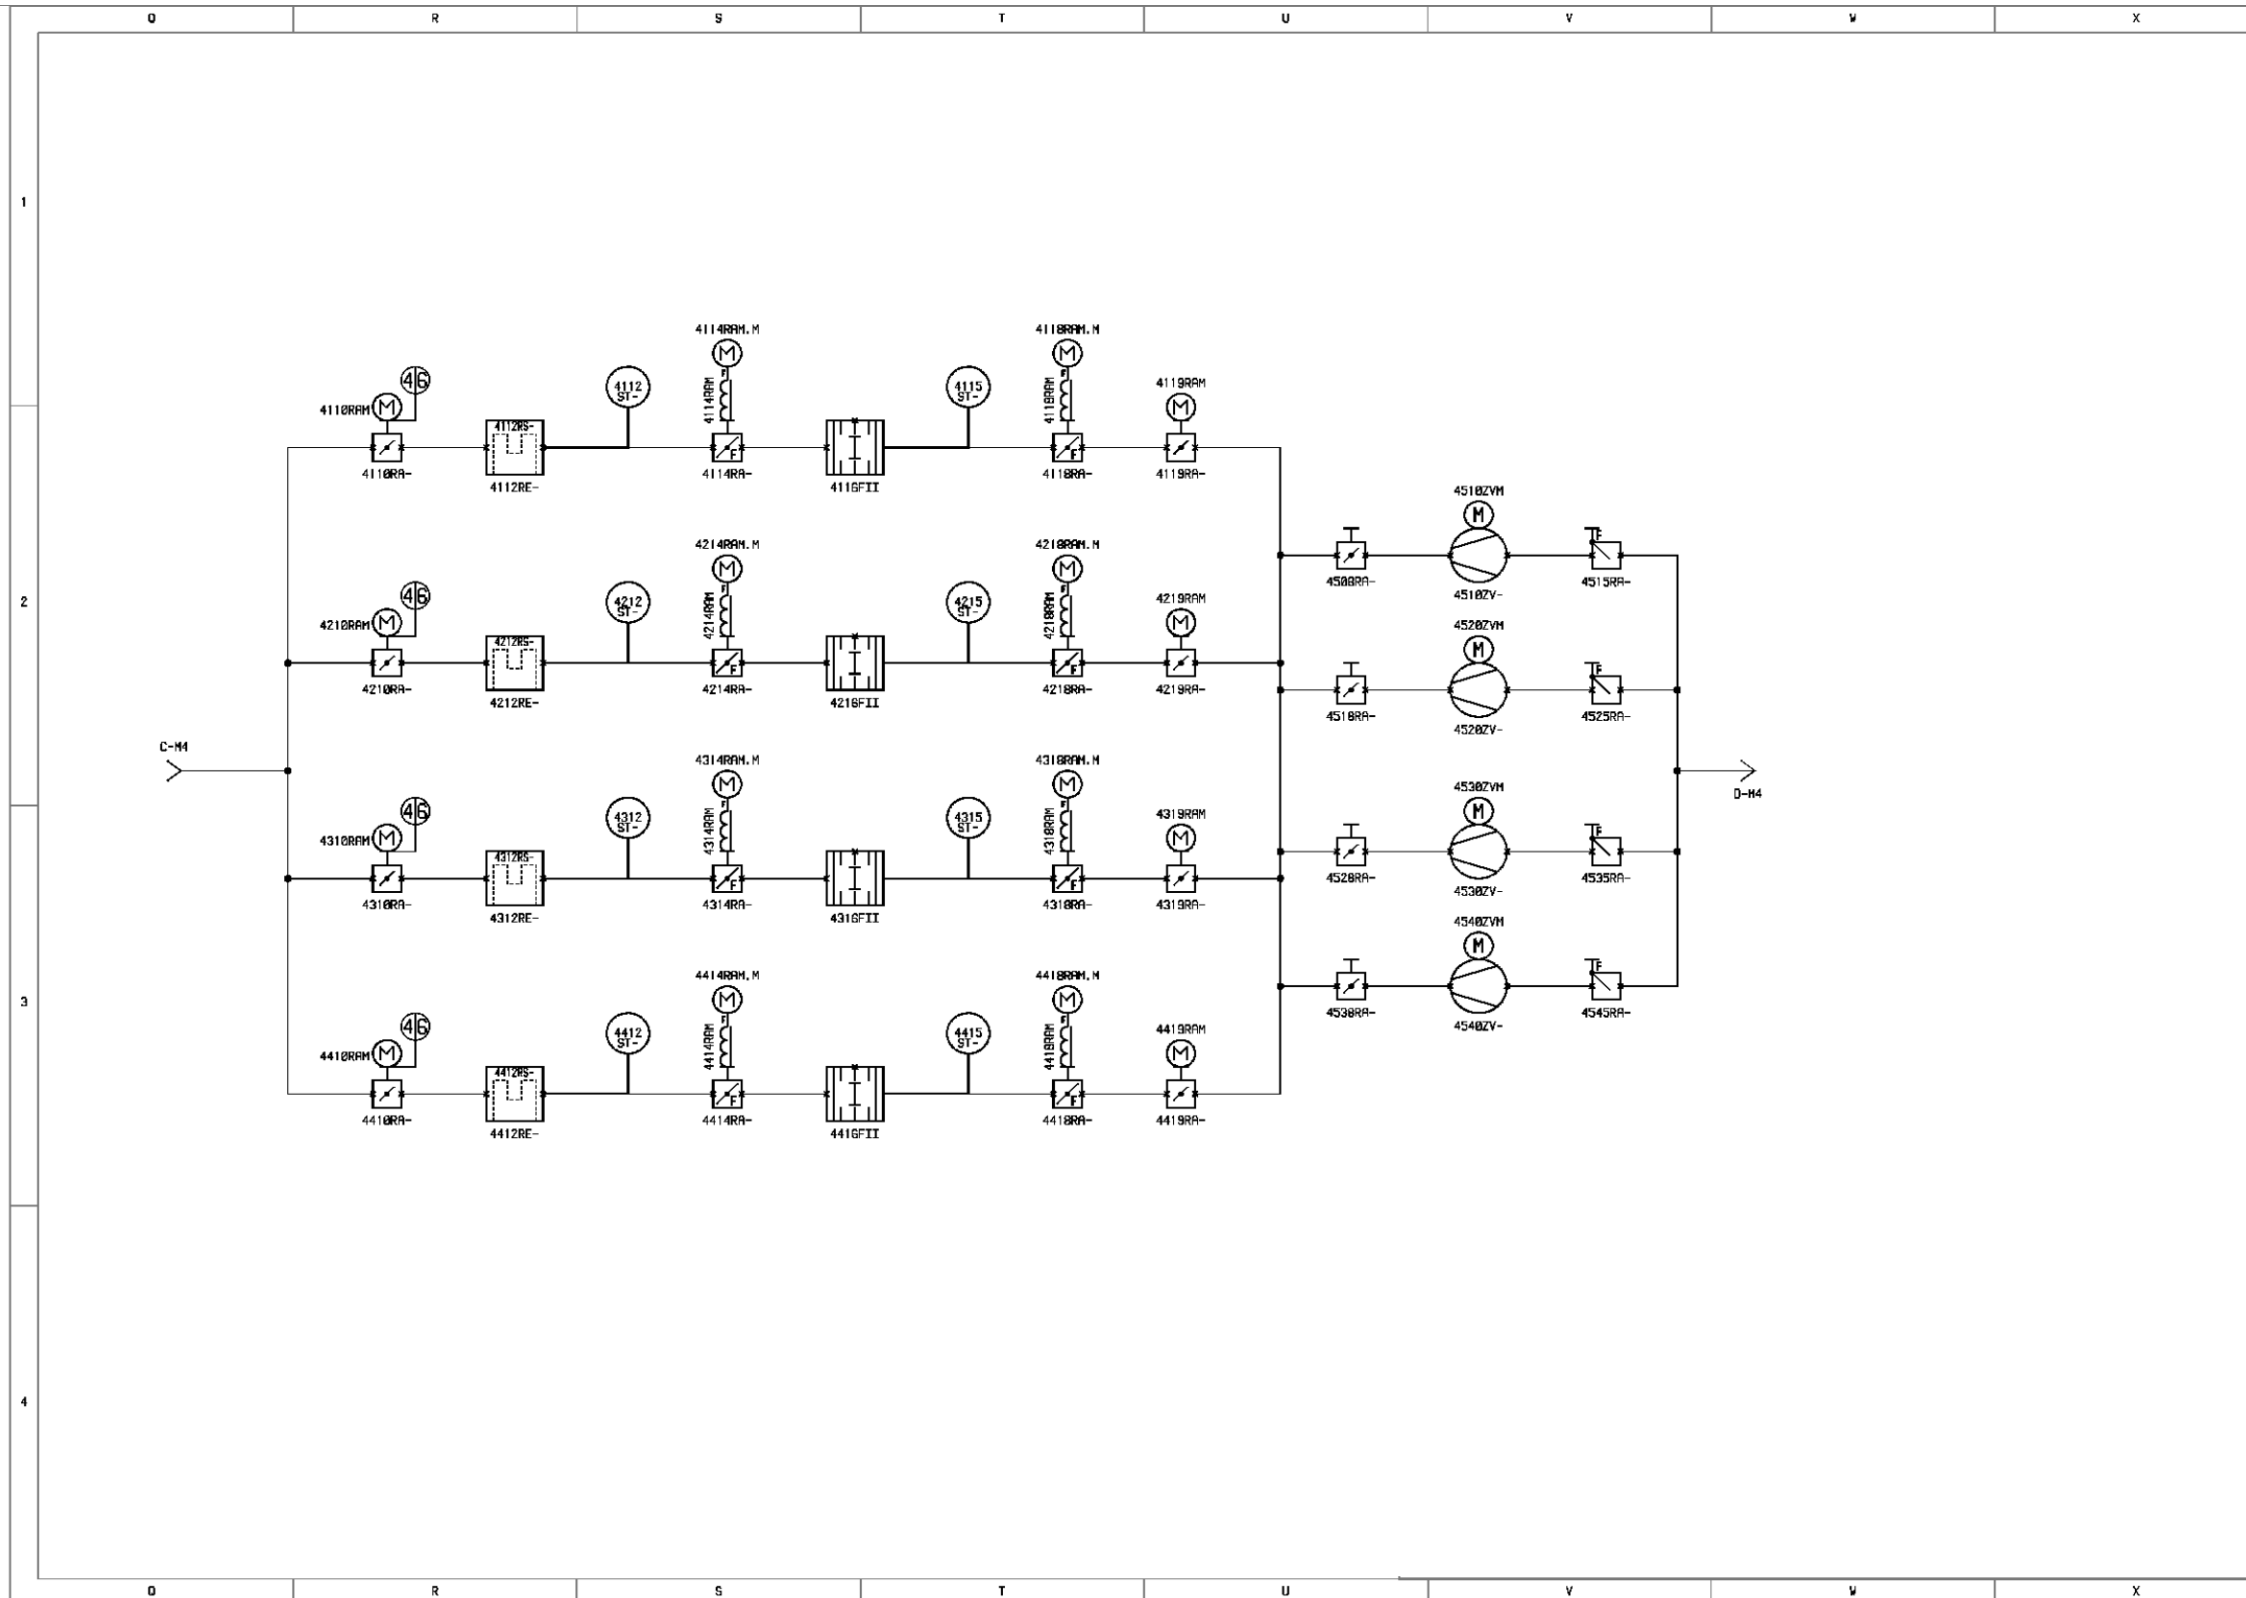 Q R S T U V W X
1
4114RAM.M 4118RAM.M
46 4112 ST- 4115 ST- 4119RAM
4110RAM 4114RAM 4118RAM
4112RS-
4110RA- 4114RA- 4118RA- 4119RA-
F F F F
4112RE- 4116FII
4510ZVM
M
F
4508RA- 4515RA-
4510ZV-
4214RAM.M 4218RAM.M
2
46 4212 ST- 4215 ST- 4219RAM
4210RAM 4214RAM 4218RAM
4212RS-
4210RA- 4214RA- 4218RA- 4219RA-
F F F F
4212RE- 4216FII
4520ZVM
M
F
4518RA- 4525RA-
4520ZV-
C-M4
D-M4
4314RAM.M 4318RAM.M
46 4312 ST- 4315 ST- 4319RAM
4310RAM 4314RAM 4318RAM
4312RS-
4310RA- 4314RA- 4318RA- 4319RA-
F F F F
4312RE- 4316FII
4530ZVM
M
F
4528RA- 4535RA-
4530ZV-
4540ZVM
M
F
4538RA- 4545RA-
4540ZV-
3
4414RAM.M 4418RAM.M
46 4412 ST- 4415 ST- 4419RAM
4410RAM 4414RAM 4418RAM
4412RS-
4410RA- 4414RA- 4418RA- 4419RA-
F F F F
4412RE- 4416FII
4
Q R S T U V W X